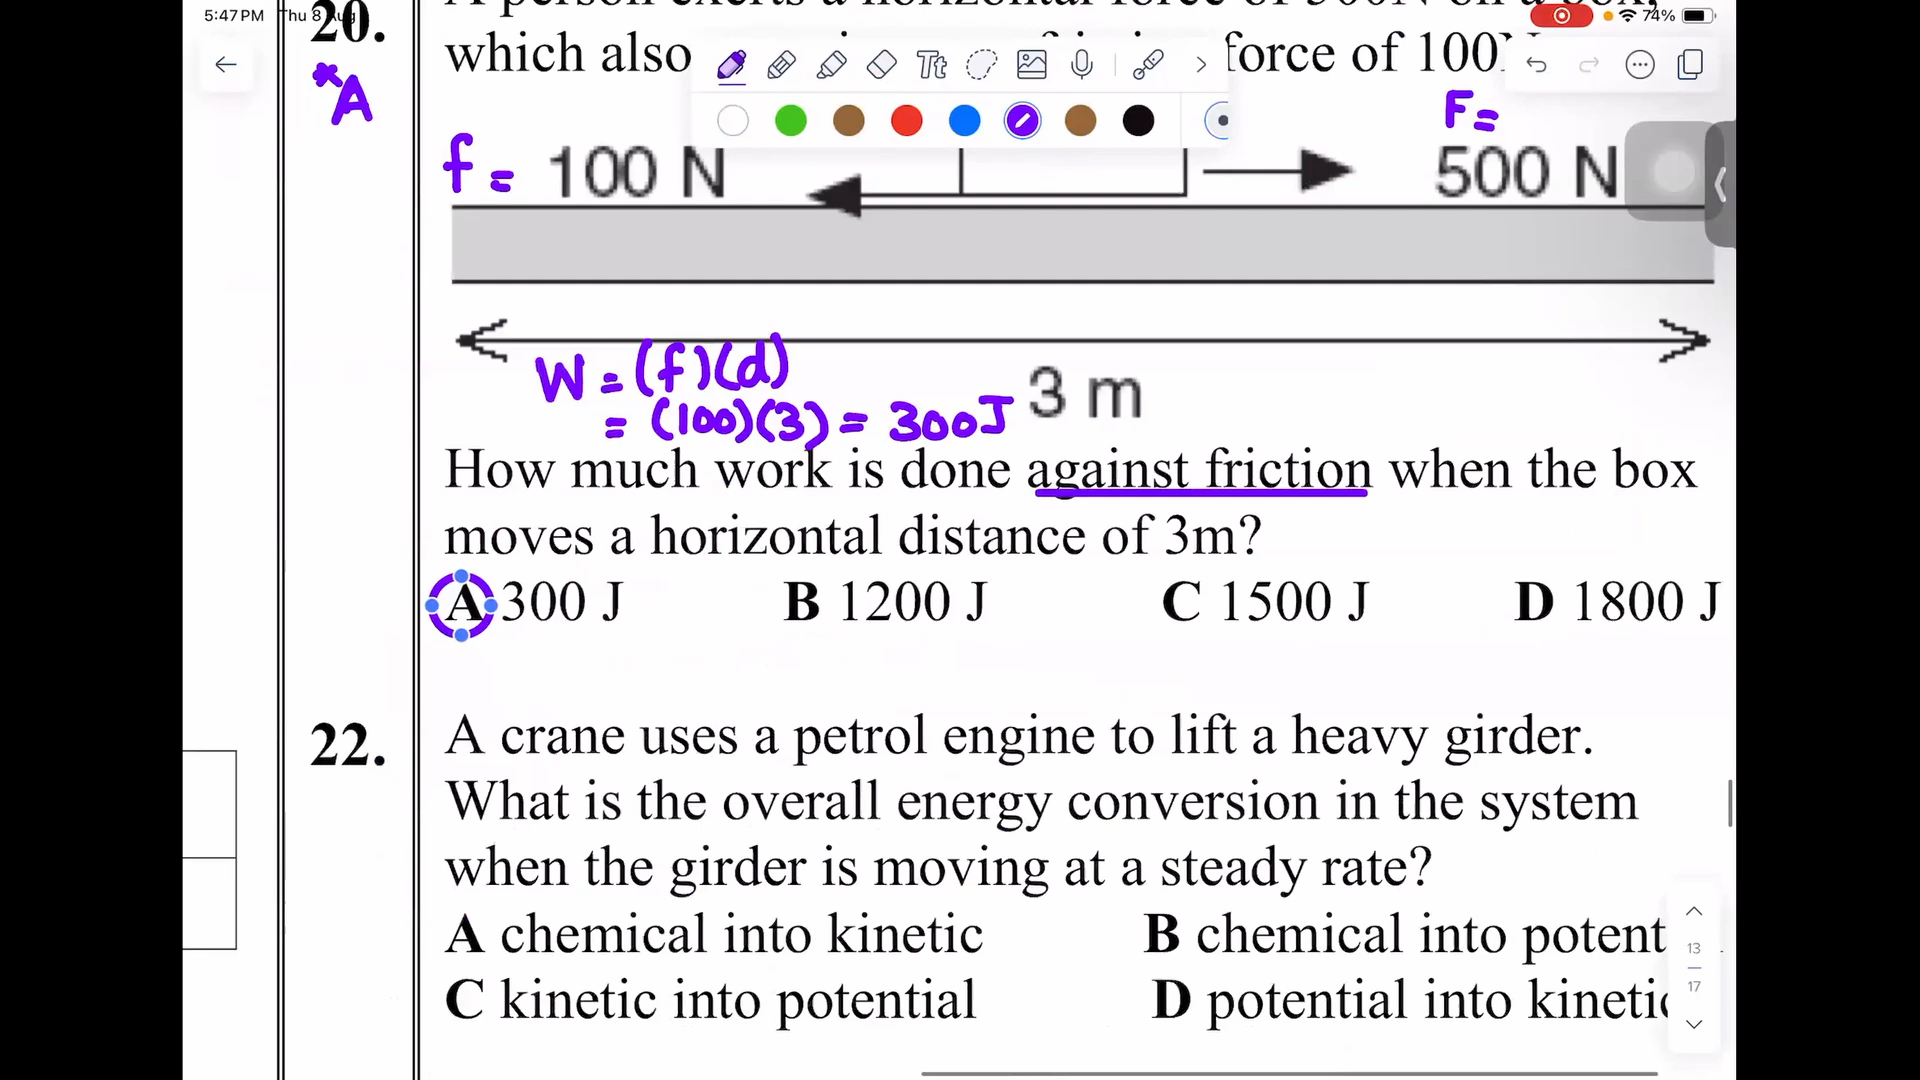 5:47 PM Thu 8 Aug
74%
20.
which also
force of 100N
Tt
*A
F=
f = 100 N
500 N
W = (f)(d)
= (100)(3) = 300J
3 m
How much work is done against friction when the box
moves a horizontal distance of 3m?
A 300 J B 1200 J C 1500 J D 1800 J
22. A crane uses a petrol engine to lift a heavy girder.
What is the overall energy conversion in the system
when the girder is moving at a steady rate?
A chemical into kinetic B chemical into potent
C kinetic into potential D potential into kinetic
13
17